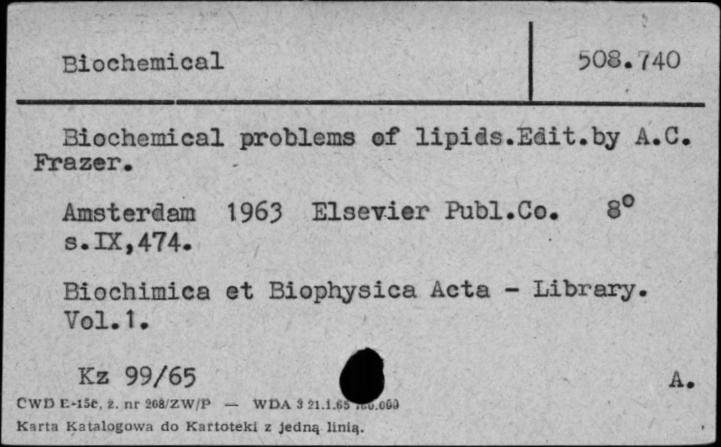 Biochemical 508.740
Biochemical problems of lipids.Edit.by A.C.
Frazer.
Amsterdam 1963 Elsevier Publ.Co. 8°
s.IX,474.
Biochimica et Biophysica Acta - Library.
Vol.1.
Kz 99/65 A.
CWD E-15c, z. nr 268/ZW/P — WDA 3 21.1.65
Karta Katalogowa do Kartoteki z jedną linią.